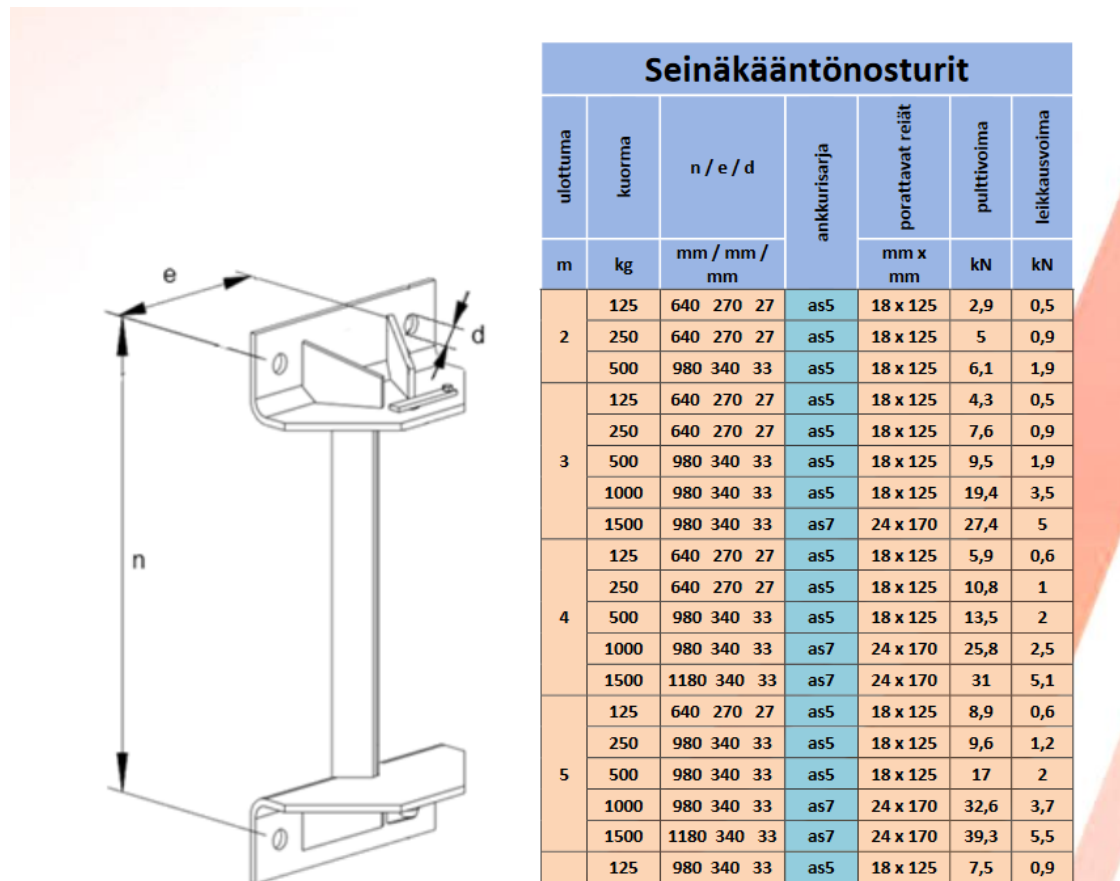 Seinäkääntönosturit
ulottuma kuorma n / e / d ankkurisarja porattavat reiät pulttivoima leikkausvoima
m kg mm / mm / mm mm x mm kN kN
2 125 640 270 27 as5 18 x 125 2,9 0,5
250 640 270 27 as5 18 x 125 5 0,9
500 980 340 33 as5 18 x 125 6,1 1,9
3 125 640 270 27 as5 18 x 125 4,3 0,5
250 640 270 27 as5 18 x 125 7,6 0,9
500 980 340 33 as5 18 x 125 9,5 1,9
1000 980 340 33 as5 18 x 125 19,4 3,5
1500 980 340 33 as7 24 x 170 27,4 5
4 125 640 270 27 as5 18 x 125 5,9 0,6
250 640 270 27 as5 18 x 125 10,8 1
500 980 340 33 as5 18 x 125 13,5 2
1000 980 340 33 as7 24 x 170 25,8 2,5
1500 1180 340 33 as7 24 x 170 31 5,1
5 125 640 270 27 as5 18 x 125 8,9 0,6
250 980 340 33 as5 18 x 125 9,6 1,2
500 980 340 33 as5 18 x 125 17 2
1000 980 340 33 as7 24 x 170 32,6 3,7
1500 1180 340 33 as7 24 x 170 39,3 5,5
125 980 340 33 as5 18 x 125 7,5 0,9
e
d
n